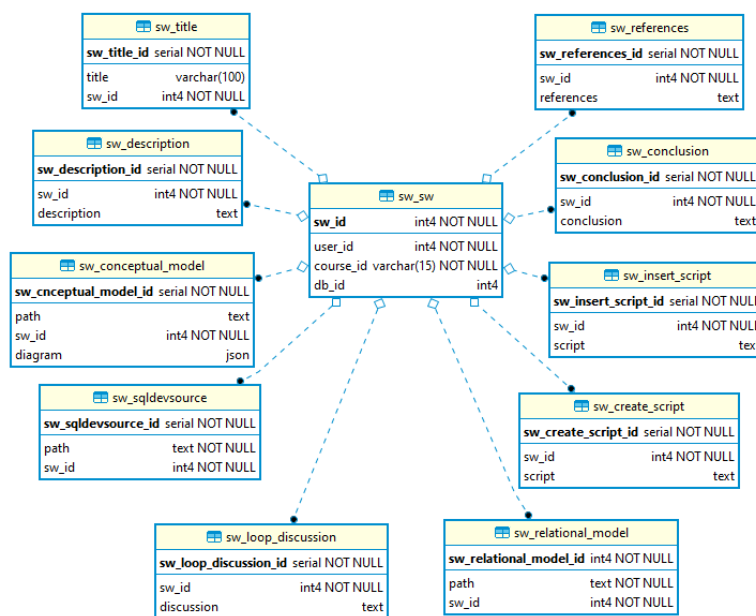 sw_title
sw_title_id serial NOT NULL
title varchar(100)
sw_id int4 NOT NULL
sw_references
sw_references_id serial NOT NULL
sw_id int4 NOT NULL
references text
sw_description
sw_description_id serial NOT NULL
sw_id int4 NOT NULL
description text
sw_conclusion
sw_conclusion_id serial NOT NULL
sw_id int4 NOT NULL
conclusion text
sw_sw
sw_id int4 NOT NULL
user_id int4 NOT NULL
course_id varchar(15) NOT NULL
db_id int4
sw_conceptual_model
sw_cnceptual_model_id serial NOT NULL
path text
sw_id int4 NOT NULL
diagram json
sw_insert_script
sw_insert_script_id serial NOT NULL
sw_id int4 NOT NULL
script text
sw_sqldevsource
sw_sqldevsource_id serial NOT NULL
path text NOT NULL
sw_id int4 NOT NULL
sw_create_script
sw_create_script_id serial NOT NULL
sw_id int4 NOT NULL
script text
sw_loop_discussion
sw_loop_discussion_id serial NOT NULL
sw_id int4 NOT NULL
discussion text
sw_relational_model
sw_relational_model_id int4 NOT NULL
path text NOT NULL
sw_id int4 NOT NULL